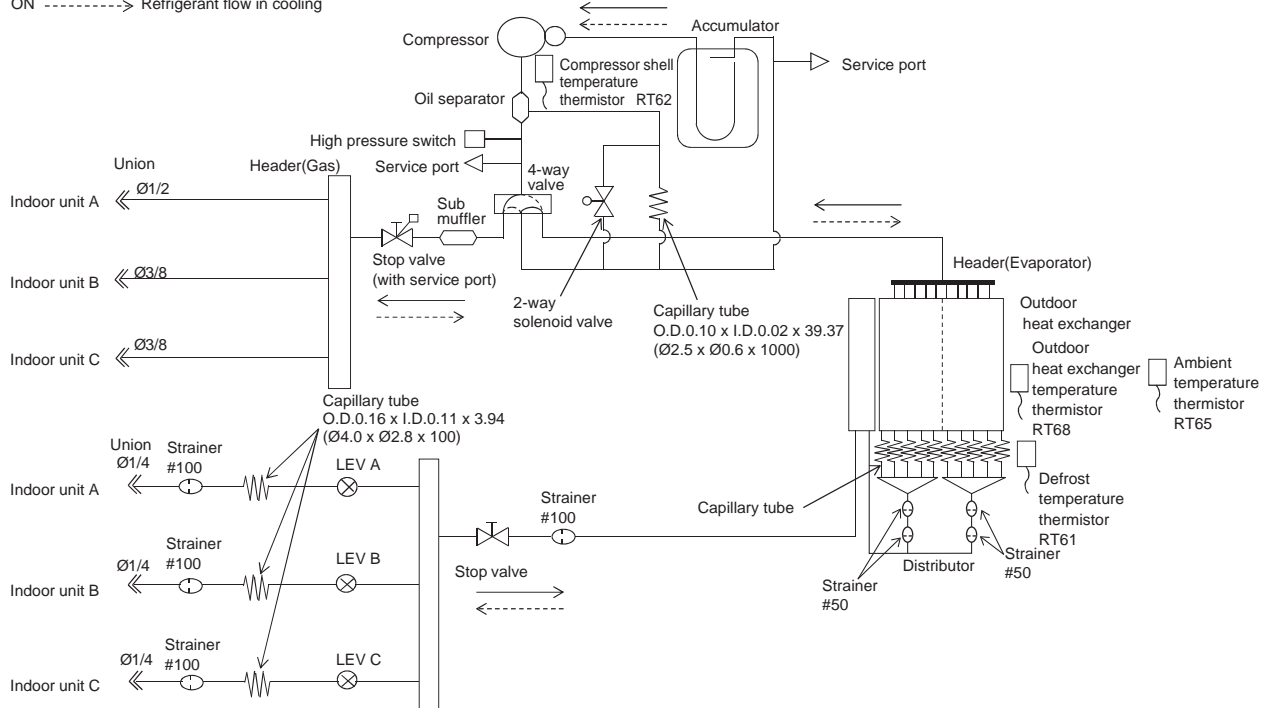 ON Refrigerant flow in cooling
Compressor
Accumulator
Service port
Compressor shell
temperature
thermistor RT62
Oil separator
High pressure switch
Service port
4-way
valve
Union
Header(Gas)
Indoor unit A
Ø1/2
Sub
muffler
Stop valve
(with service port)
Indoor unit B
Ø3/8
Indoor unit C
Ø3/8
2-way
solenoid valve
Capillary tube
O.D.0.10 x I.D.0.02 x 39.37
(Ø2.5 x Ø0.6 x 1000)
Header(Evaporator)
Outdoor
heat exchanger
Outdoor
heat exchanger
temperature
thermistor
RT68
Ambient
temperature
thermistor
RT65
Capillary tube
O.D.0.16 x I.D.0.11 x 3.94
(Ø4.0 x Ø2.8 x 100)
Union
Ø1/4
Strainer
#100
LEV A
Indoor unit A
Strainer
#100
Capillary tube
Defrost
temperature
thermistor
RT61
Stop valve
Distributor
Strainer
#50
Strainer
#50
Ø1/4
Strainer
#100
LEV B
Indoor unit B
Ø1/4
Strainer
#100
LEV C
Indoor unit C